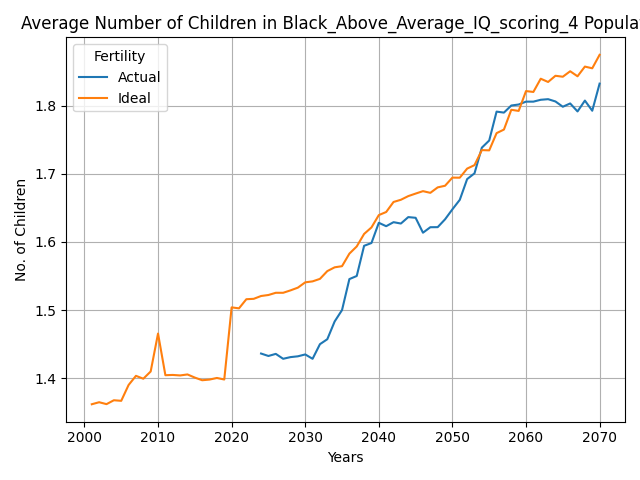 Average Number of Children in Black_Above_Average_IQ_scoring_4 Popula
Fertility
Actual
Ideal
No. of Children
1.8
1.7
1.6
1.5
1.4
2000 2010 2020 2030 2040 2050 2060 2070
Years